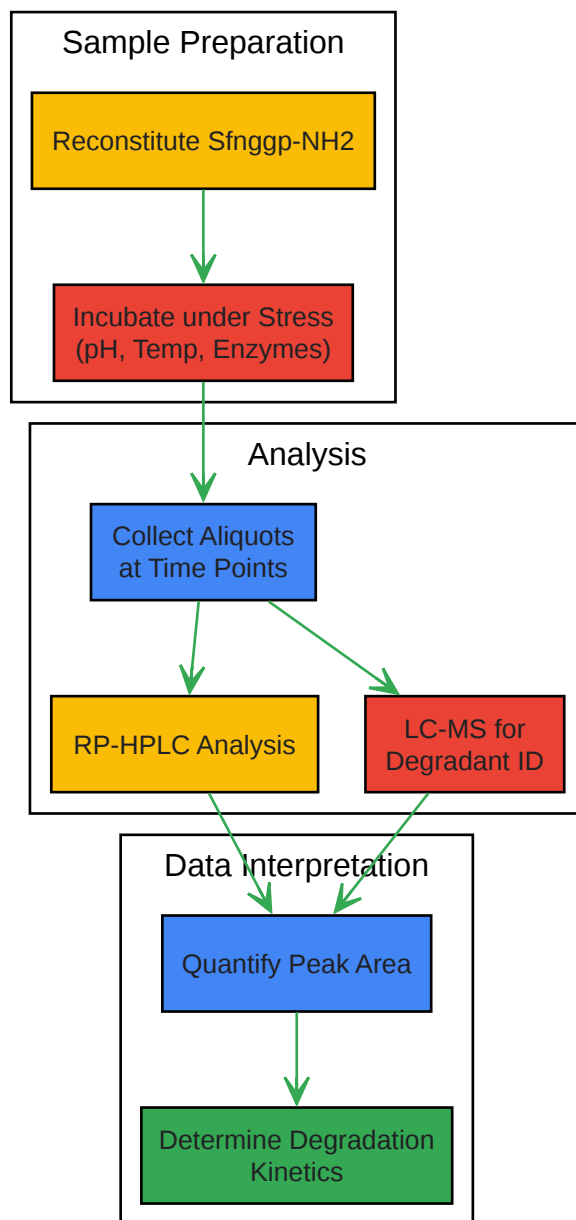 Sample Preparation
Reconstitute Sfnggp-NH2
Incubate under Stress
(pH, Temp, Enzymes)
Analysis
Collect Aliquots
at Time Points
RP-HPLC Analysis
LC-MS for
Degradant ID
Data Interpretation
Quantify Peak Area
Determine Degradation
Kinetics